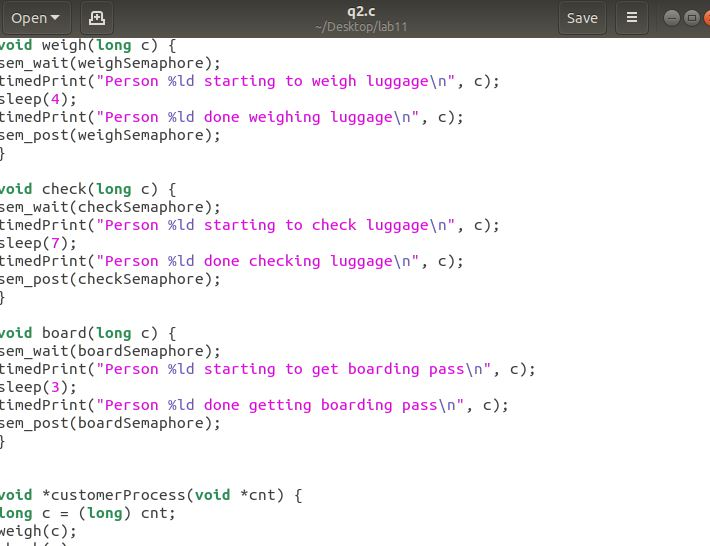 Open
q2.c
~/Desktop/lab11
Save
void weigh(long c) {
sem_wait(weighSemaphore);
timedPrint("Person %ld starting to weigh luggage\n", c);
sleep(4);
timedPrint("Person %ld done weighing luggage\n", c);
sem_post(weighSemaphore);
}
void check(long c) {
sem_wait(checkSemaphore);
timedPrint("Person %ld starting to check luggage\n", c);
sleep(7);
timedPrint("Person %ld done checking luggage\n", c);
sem_post(checkSemaphore);
}
void board(long c) {
sem_wait(boardSemaphore);
timedPrint("Person %ld starting to get boarding pass\n", c);
sleep(3);
timedPrint("Person %ld done getting boarding pass\n", c);
sem_post(boardSemaphore);
}
void *customerProcess(void *cnt) {
long c = (long) cnt;
weigh(c);